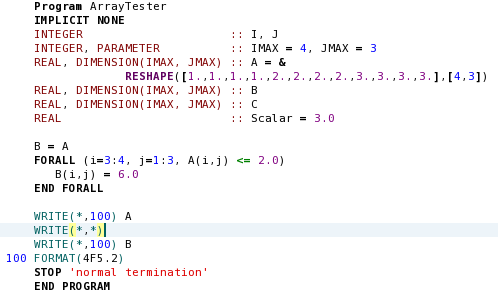 Program ArrayTester
IMPLICIT NONE
INTEGER :: I, J
INTEGER, PARAMETER :: IMAX = 4, JMAX = 3
REAL, DIMENSION(IMAX, JMAX) :: A = &
RESHAPE([1.,1.,1.,1.,2.,2.,2.,2.,3.,3.,3.,3.],[4,3])
REAL, DIMENSION(IMAX, JMAX) :: B
REAL, DIMENSION(IMAX, JMAX) :: C
REAL :: Scalar = 3.0
B = A
FORALL (i=3:4, j=1:3, A(i,j) <= 2.0)
B(i,j) = 6.0
END FORALL
WRITE(*,100) A
WRITE(*,*)
WRITE(*,100) B
100 FORMAT(4F5.2)
STOP 'normal termination'
END PROGRAM